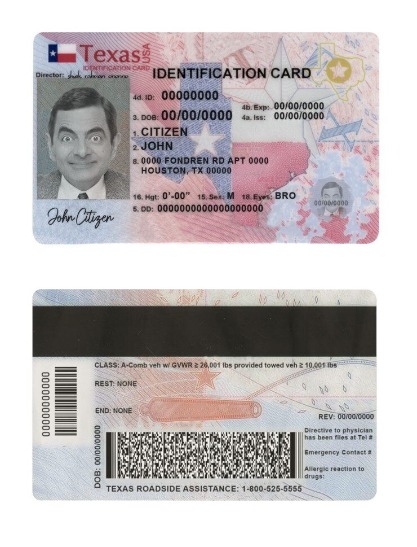 Texas USA
IDENTIFICATION CARD
Director:
IDENTIFICATION CARD
4d. ID: 00000000
3. DOB: 00/00/0000
4b. Exp: 00/00/0000
4a. Iss: 00/00/0000
1. CITIZEN
2. JOHN
8. 0000 FONDREN RD APT 0000
HOUSTON, TX 00000
16. Hgt: 0'-00" 15. Sex: M 18. Eyes: BRO
5. DD: 00000000000000000000
John Citizen
00/00/0000
CLASS: A-Comb veh w/ GVWR ≥ 26,001 lbs provided towed veh ≥ 10,001 lbs
00000000000
REST: NONE
END: NONE
REV: 00/00/0000
DOB: 00/00/0000
Directive to physician
has been files at Tel #
Emergency Contact #
Allergic reaction to
drugs:
TEXAS ROADSIDE ASSISTANCE: 1-800-525-5555